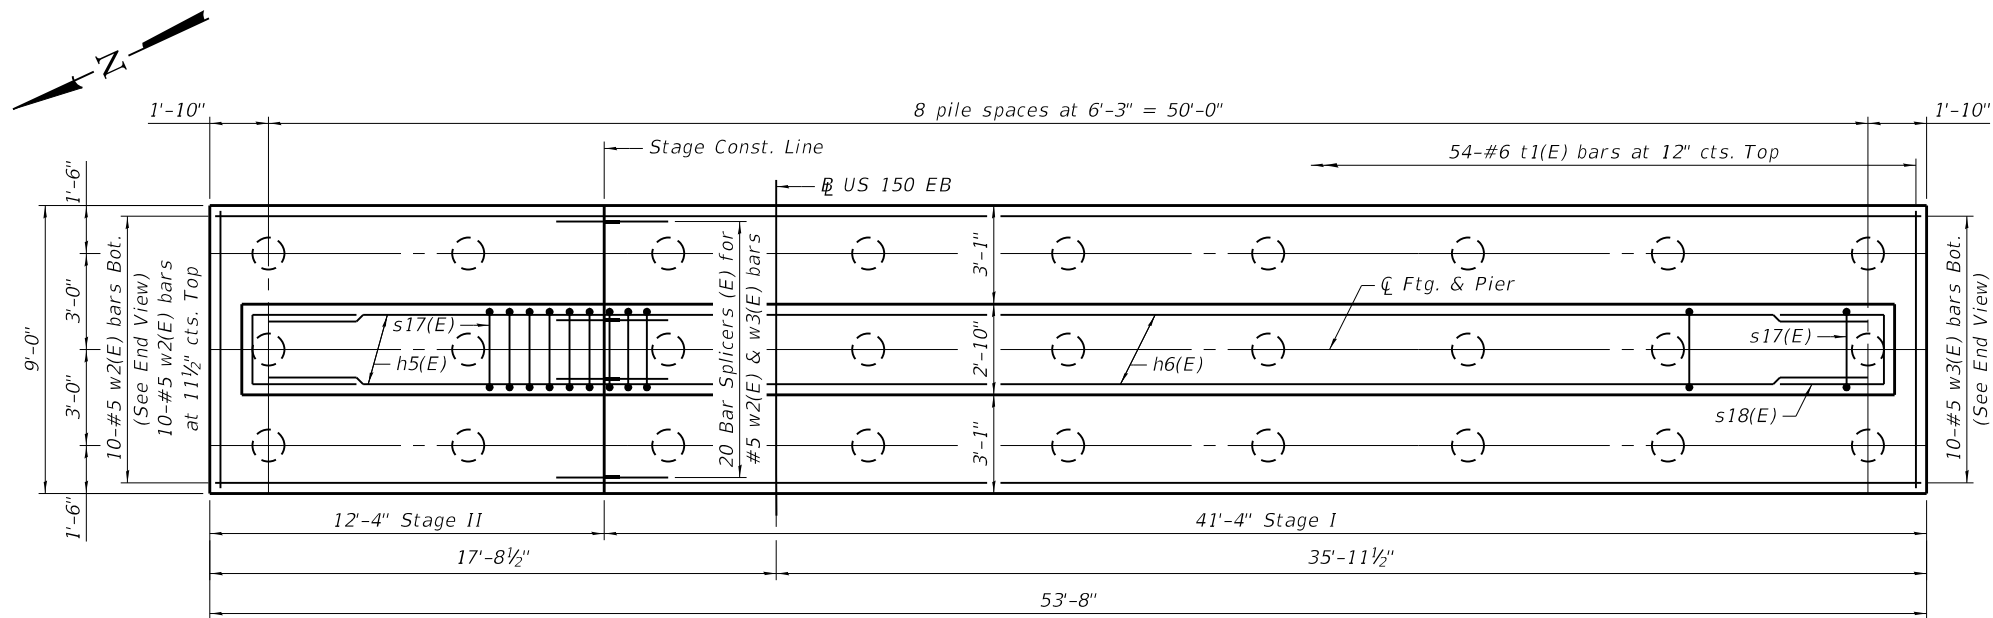 N
1'-10"
8 pile spaces at 6'-3" = 50'-0"
1'-10"
Stage Const. Line
54-#6 t1(E) bars at 12" cts. Top
℄ US 150 EB
1'-6"
3'-0"
3'-0"
1'-6"
9'-0"
10-#5 w2(E) bars Bot.
(See End View)
10-#5 w2(E) bars
at 11½" cts. Top
s17(E)
h5(E)
20 Bar Splicers (E) for
#5 w2(E) & w3(E) bars
3'-1"
2'-10"
3'-1"
℄ Ftg. & Pier
h6(E)
s17(E)
s18(E)
10-#5 w3(E) bars Bot.
(See End View)
12'-4" Stage II
41'-4" Stage I
17'-8½"
35'-11½"
53'-8"